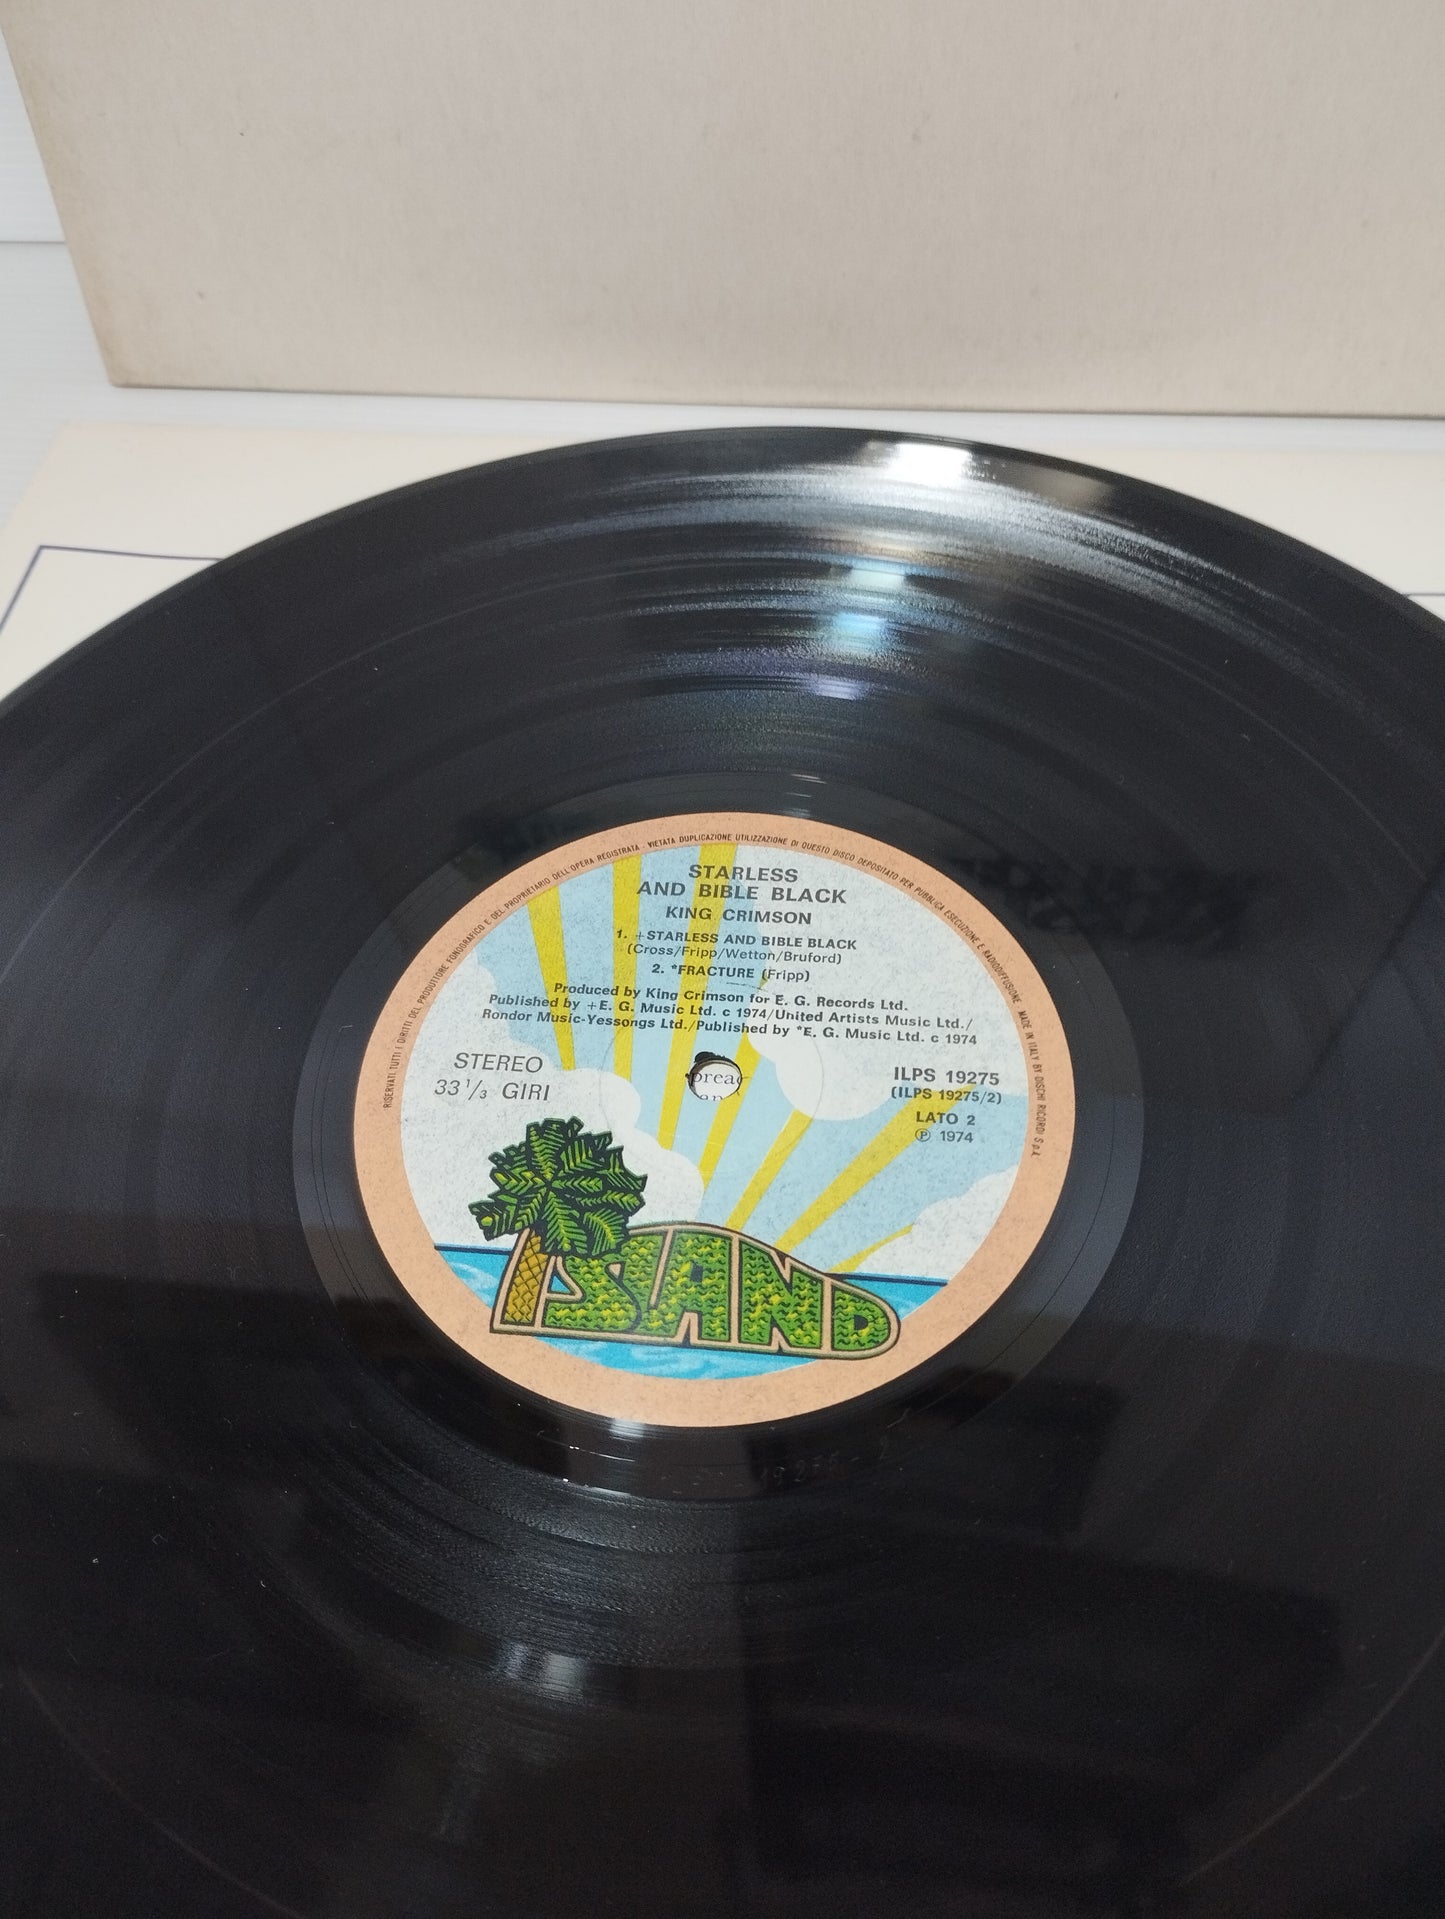 RISERVATI TUTTI I DIRITTI DEL PRODUTTORE FONOGRAFICO E DEL PROPRIETARIO DELL'OPERA REGISTRATA - VIETATA DUPLICAZIONE UTILIZZAZIONE DI QUESTO DISCO DEPOSITATO PER PUBBLICA ESECUZIONE E RADIODIFFUSIONE MADE IN ITALY BY DISCHI RICORDI S.p.A.
STARLESS
AND BIBLE BLACK
KING CRIMSON
1. +STARLESS AND BIBLE BLACK
(Cross/Fripp/Wetton/Bruford)
2. *FRACTURE (Fripp)
Produced by King Crimson for E. G. Records Ltd.
Published by +E. G. Music Ltd. c 1974/United Artists Music Ltd./
Rondor Music-Yessongs Ltd./Published by *E. G. Music Ltd. c 1974
STEREO
33 1/3 GIRI
ILPS 19275
(ILPS 19275/2)
LATO 2
℗ 1974
ISLAND